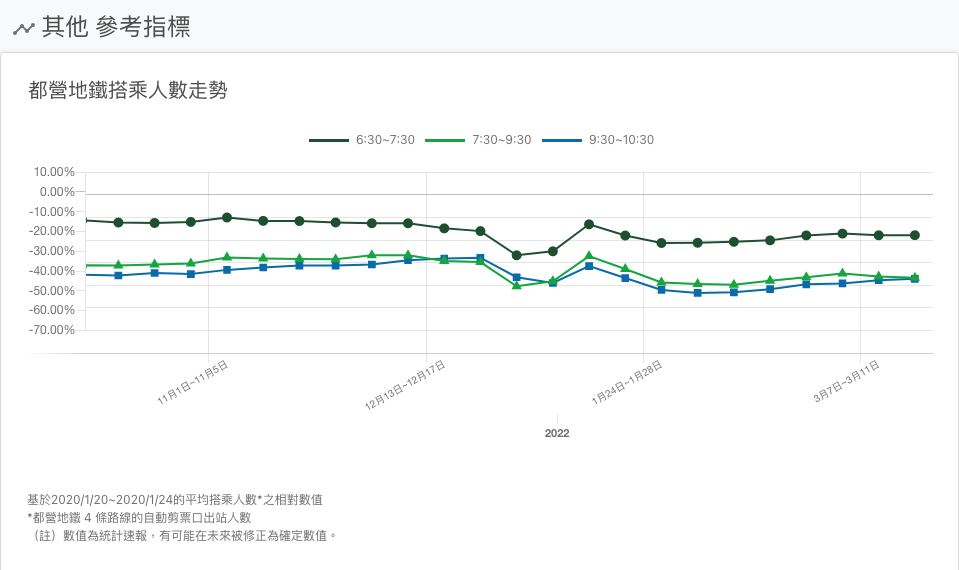 其他 參考指標
都營地鐵搭乘人數走勢
6:30~7:30 7:30~9:30 9:30~10:30
10.00%
0.00%
-10.00%
-20.00%
-30.00%
-40.00%
-50.00%
-60.00%
-70.00%
11月1日~11月5日 12月13日~12月17日 1月24日~1月28日 3月7日~3月11日
2022
基於2020/1/20~2020/1/24的平均搭乘人數*之相對數值
*都營地鐵 4 條路線的自動剪票口出站人數
（註）數值為統計速報，有可能在未來被修正為確定數值。